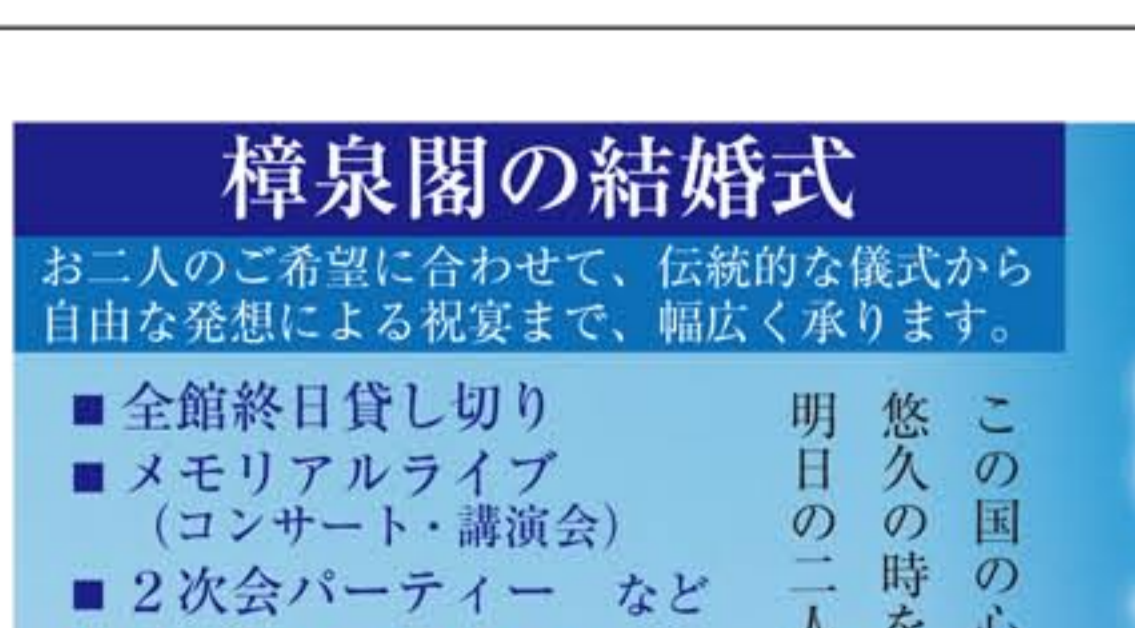 樟泉閣の結婚式
お二人のご希望に合わせて、伝統的な儀式から
自由な発想による祝宴まで、幅広く承ります。
■ 全館終日貸し切り
■ メモリアルライブ
（コンサート・講演会）
■ ２次会パーティー　など
この国の心
悠久の時を
明日の二人